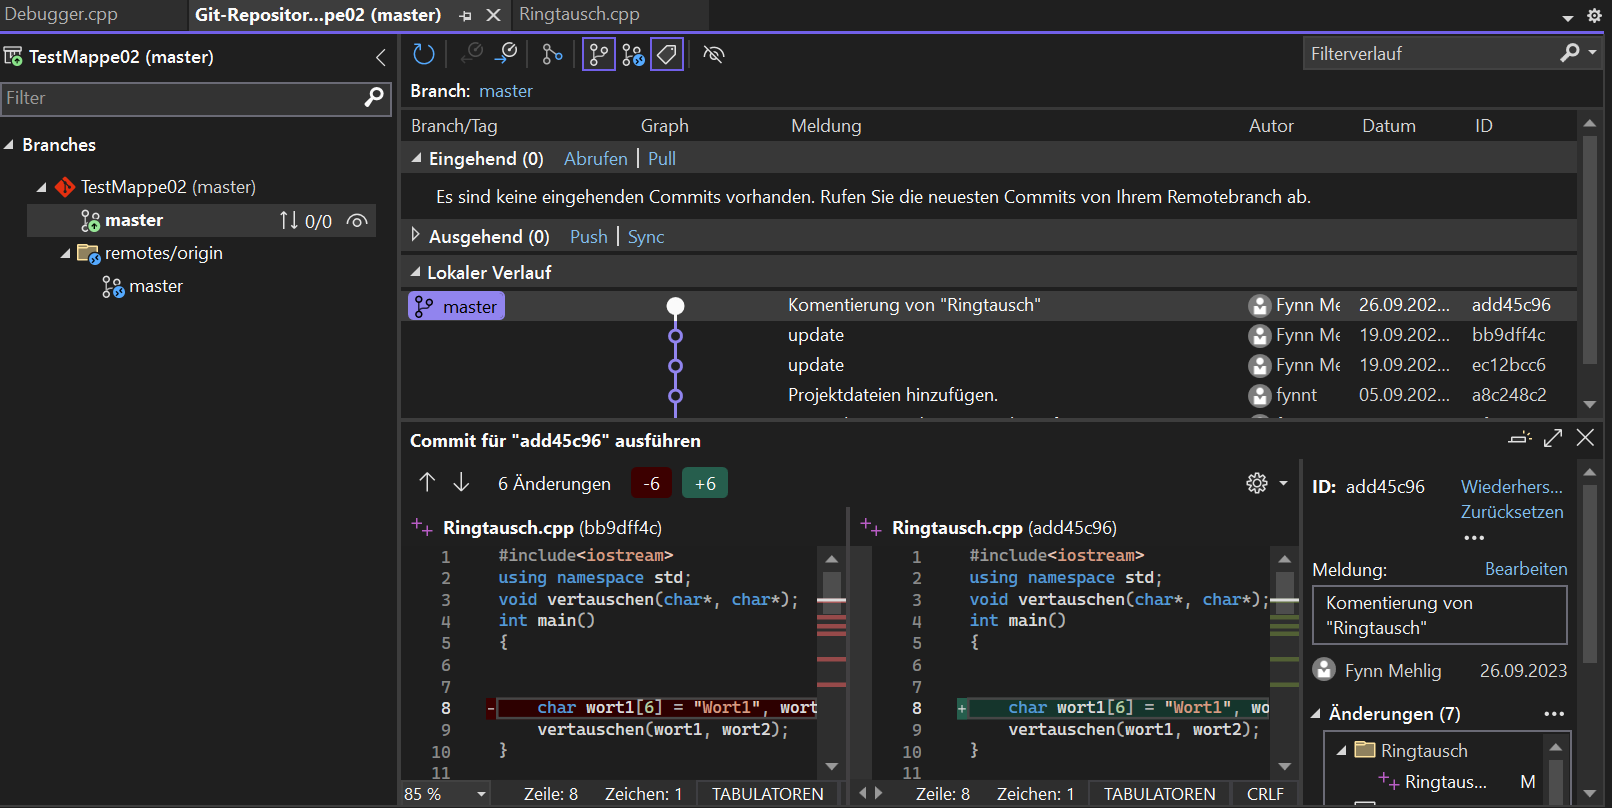 Debugger.cpp
Git-Repositor...pe02 (master)
Ringtausch.cpp
TestMappe02 (master)
Filter
Branches
TestMappe02 (master)
master 0/0
remotes/origin
master
Filterverlauf
Branch: master
Branch/Tag Graph Meldung Autor Datum ID
Eingehend (0) Abrufen | Pull
Es sind keine eingehenden Commits vorhanden. Rufen Sie die neuesten Commits von Ihrem Remotebranch ab.
Ausgehend (0) Push | Sync
Lokaler Verlauf
master Komentierung von "Ringtausch" Fynn Me 26.09.202... add45c96
update Fynn Me 19.09.202... bb9dff4c
update Fynn Me 19.09.202... ec12bcc6
Projektdateien hinzufügen. fynnt 05.09.202... a8c248c2
Commit für "add45c96" ausführen
6 Änderungen -6 +6
Ringtausch.cpp (bb9dff4c)
1 #include<iostream>
2 using namespace std;
3 void vertauschen(char*, char*);
4 int main()
5 {
6
7
8 - char wort1[6] = "Wort1", wort
9 vertauschen(wort1, wort2);
10 }
11
85 % Zeile: 8 Zeichen: 1 TABULATOREN
Ringtausch.cpp (add45c96)
1 #include<iostream>
2 using namespace std;
3 void vertauschen(char*, char*);
4 int main()
5 {
6
7
8 + char wort1[6] = "Wort1", wo
9 vertauschen(wort1, wort2);
10 }
11
Zeile: 8 Zeichen: 1 TABULATOREN CRLF
ID: add45c96 Wiederhers...
Zurücksetzen
...
Meldung: Bearbeiten
Komentierung von
"Ringtausch"
Fynn Mehlig 26.09.2023
Änderungen (7) ...
Ringtausch
Ringtaus... M